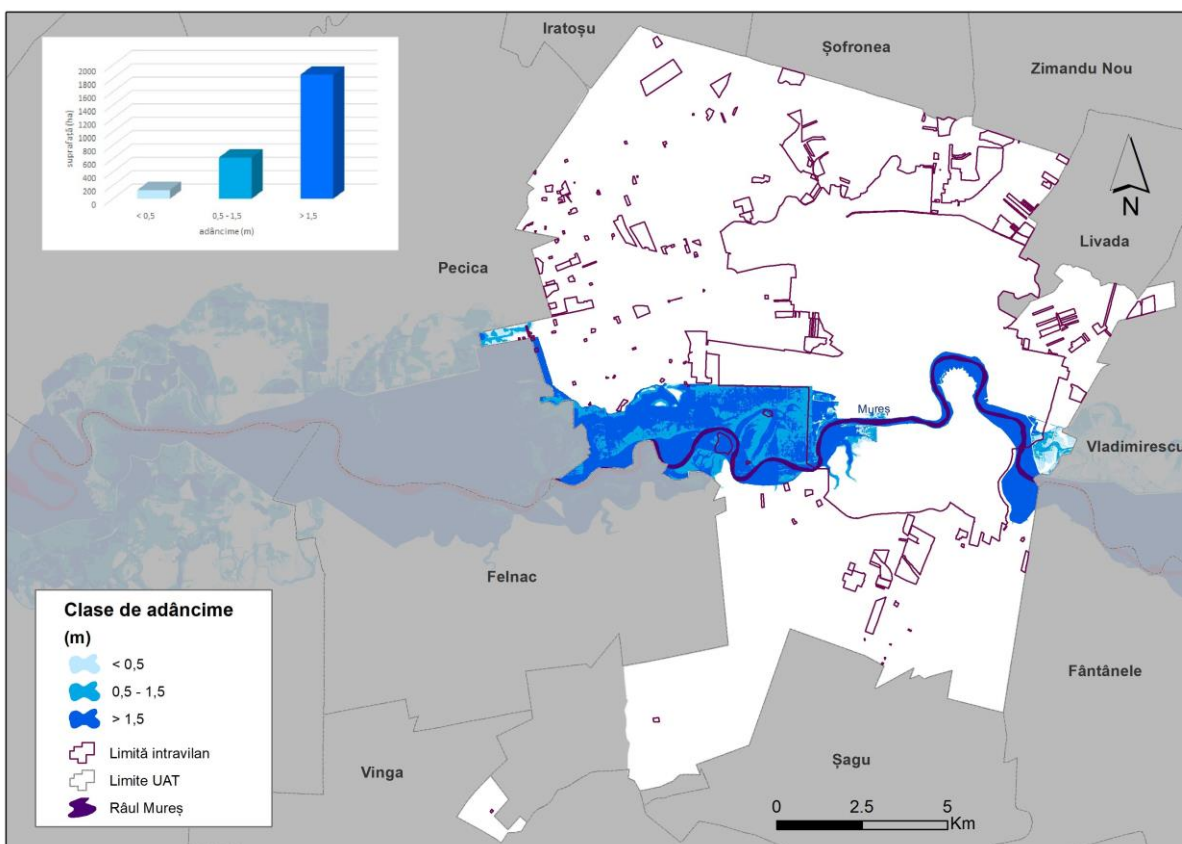 Iratoșu
Șofronea
Zimandu Nou
2000
1800
1600
1400
1200
1000
800
600
400
200
0
suprafață (ha)
< 0,5
0,5 - 1,5
> 1,5
adâncime (m)
N
Livada
Pecica
Mureș
Vladimirescu
Felnac
Fântânele
Vinga
Șagu
Clase de adâncime
(m)
< 0,5
0,5 - 1,5
> 1,5
Limită intravilan
Limite UAT
Râul Mureș
0 2.5 5
Km